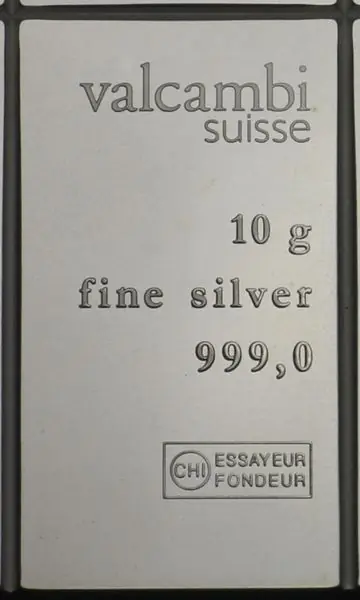 valcambi
suisse
10 g
fine silver
999,0
CHI ESSAYEUR
FONDEUR